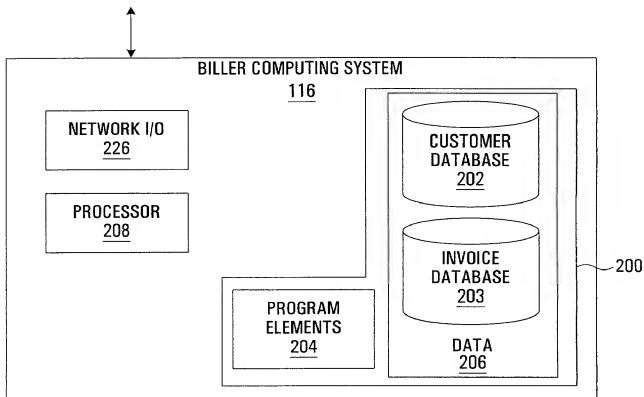 BILLER COMPUTING SYSTEM
116
NETWORK I/O
226
PROCESSOR
208
CUSTOMER
DATABASE
202
INVOICE
DATABASE
203
200
PROGRAM
ELEMENTS
204
DATA
206